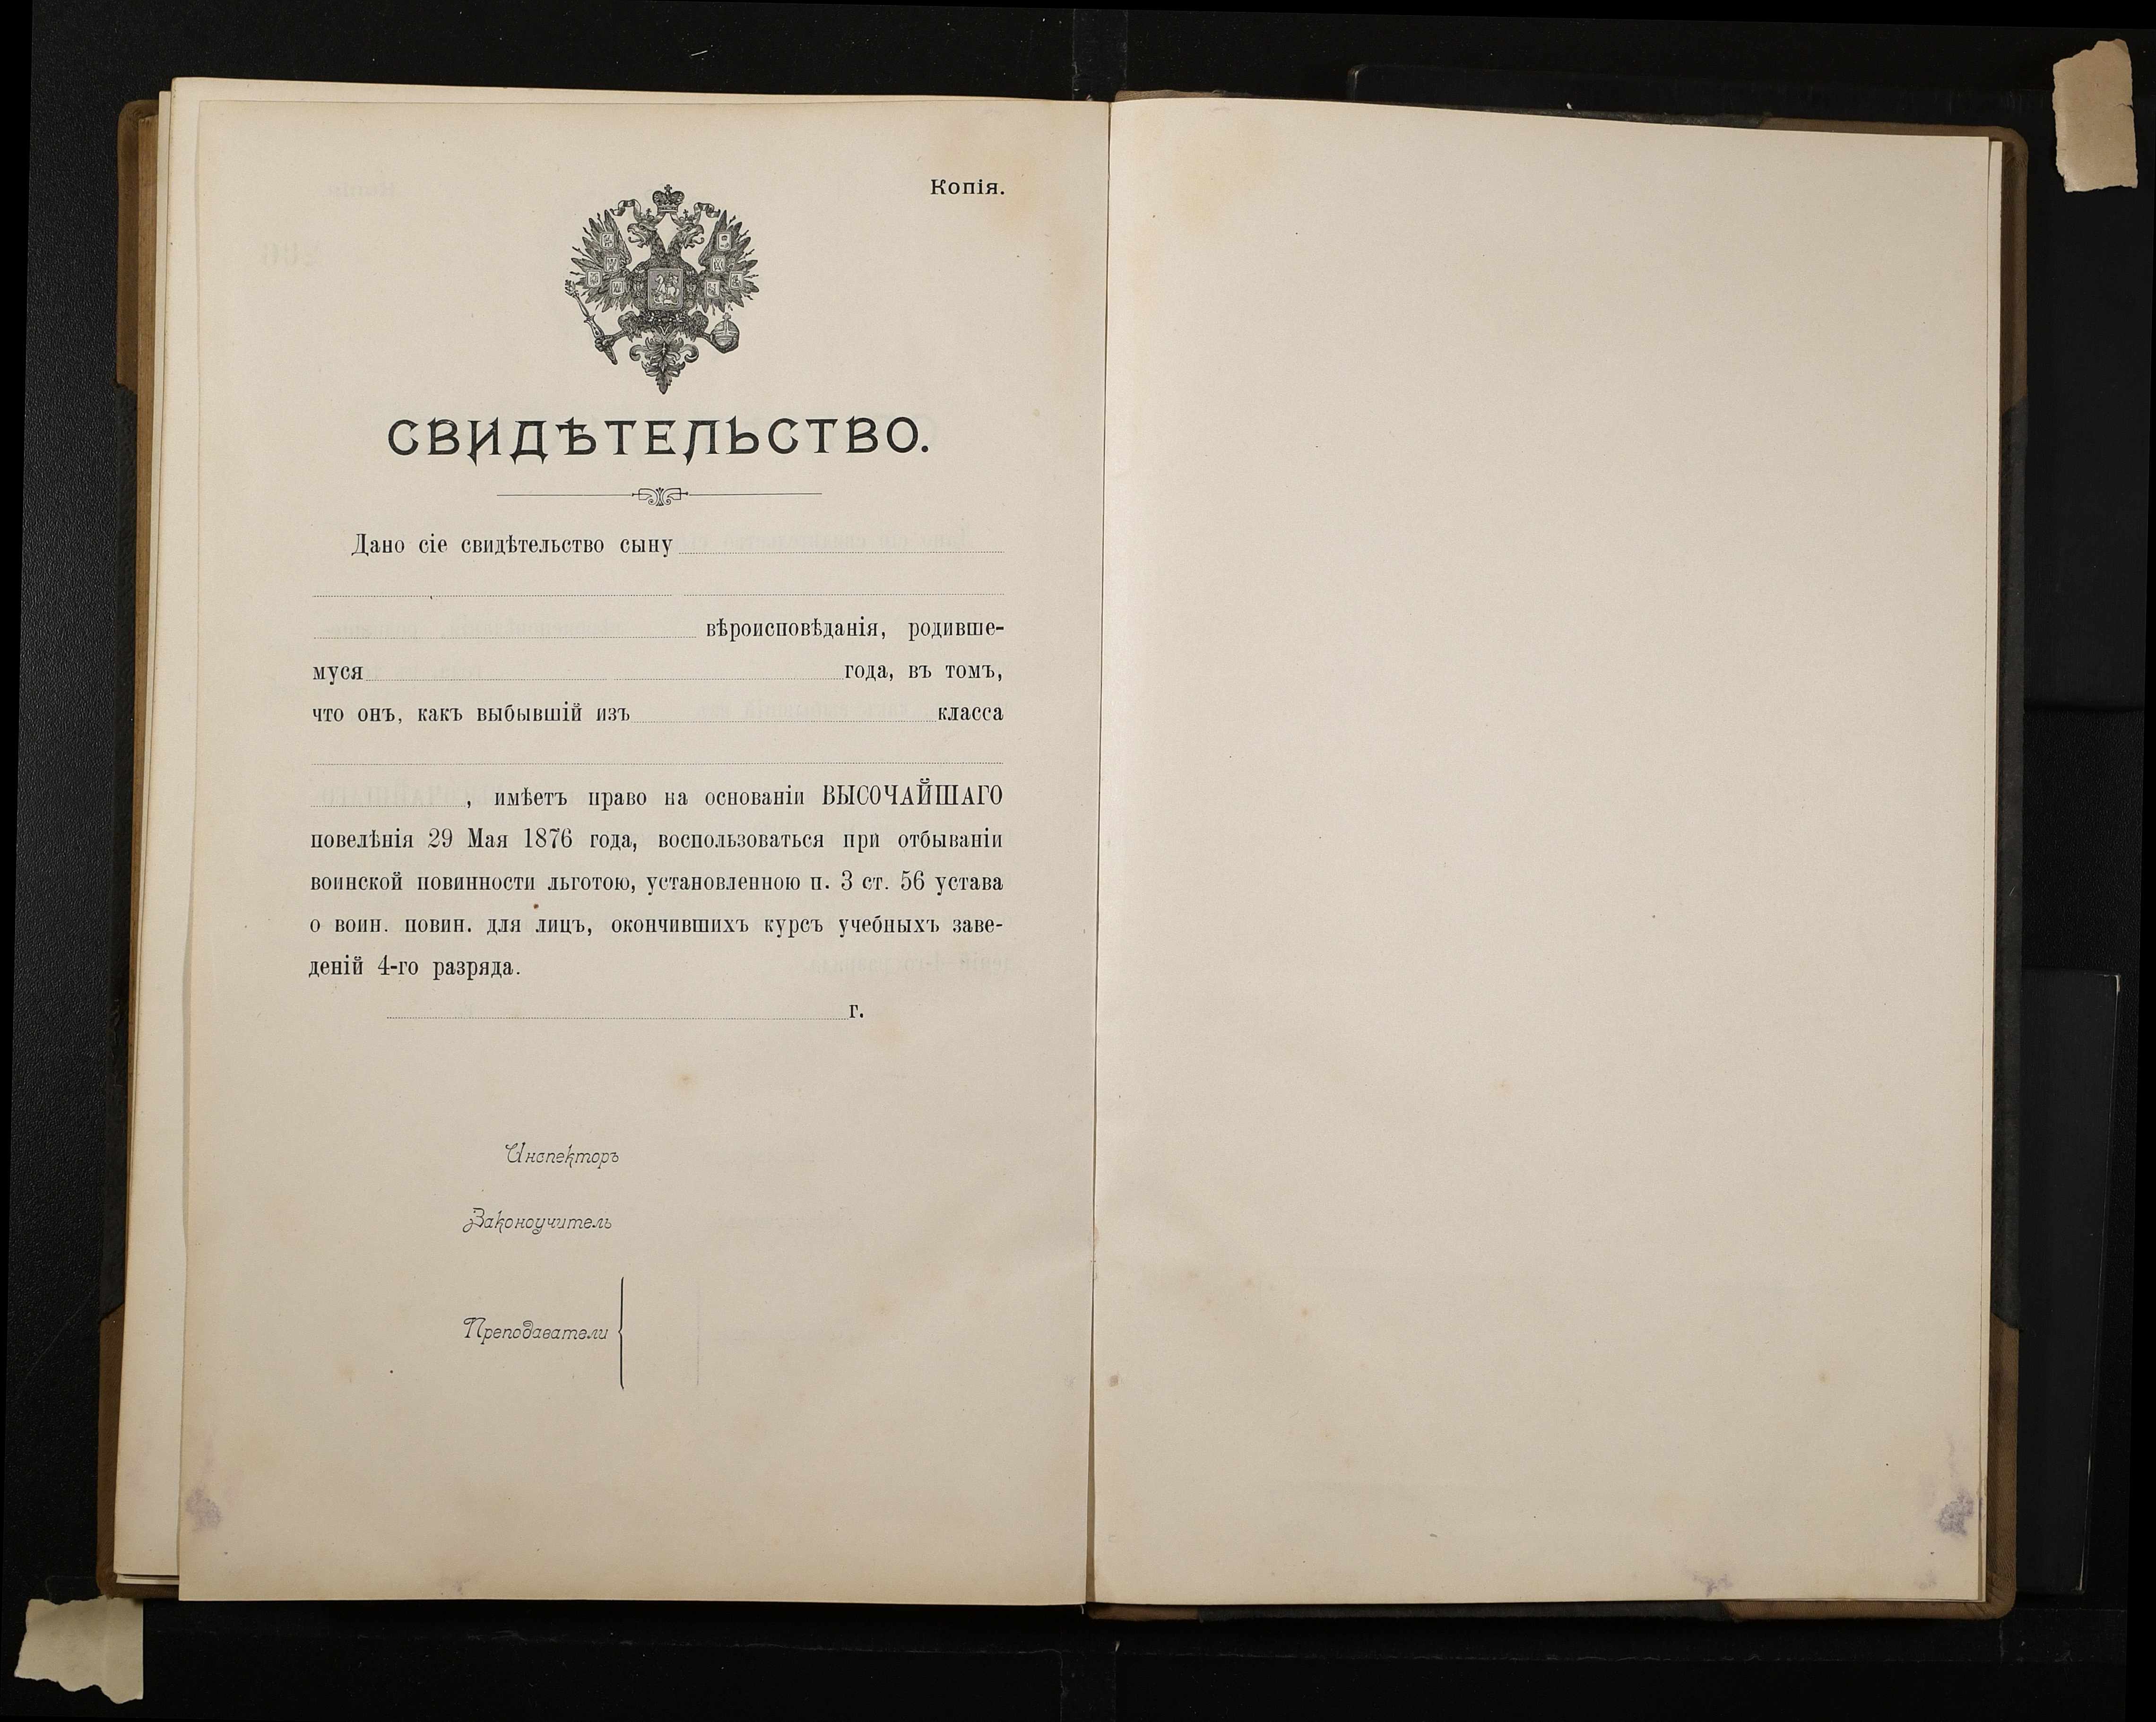 Копія.
СВИДѢТЕЛЬСТВО.
Дано сіе свидѣтельство сыну
вѣроисповѣданія, родивше-
муся года, въ томъ,
что онъ, какъ выбывшій изъ класса
, имѣетъ право на основаніи ВЫСОЧАЙШАГО
повелѣнія 29 Мая 1876 года, воспользоваться при отбываніи
воинской повинности льготою, установленною п. 3 ст. 56 устава
о воин. повин. для лицъ, окончившихъ курсъ учебныхъ заве-
деній 4-го разряда.
г.
Инспекторъ
Законоучитель
Преподаватели